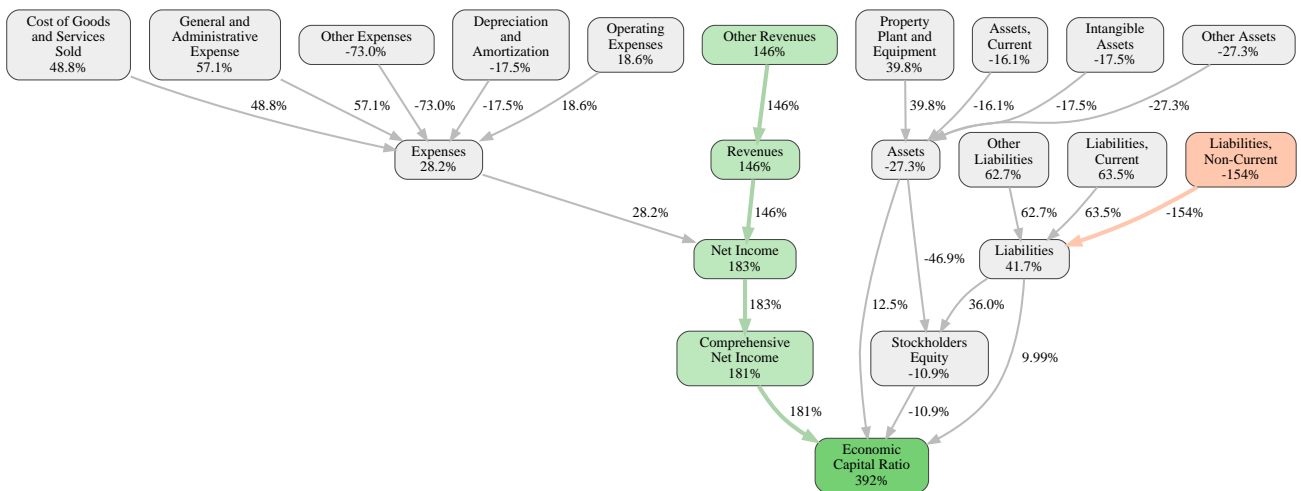 Cost of Goods
and Services
Sold
48.8%
General and
Administrative
Expense
57.1%
Other Expenses
-73.0%
Depreciation
and
Amortization
-17.5%
Operating
Expenses
18.6%
Other Revenues
146%
Property
Plant and
Equipment
39.8%
Assets,
Current
-16.1%
Intangible
Assets
-17.5%
Other Assets
-27.3%
48.8%
57.1%
-73.0%
-17.5%
18.6%
146%
39.8%
-16.1%
-17.5%
-27.3%
Expenses
28.2%
Revenues
146%
Assets
-27.3%
Other
Liabilities
62.7%
Liabilities,
Current
63.5%
Liabilities,
Non-Current
-154%
28.2%
146%
62.7%
63.5%
-154%
Net Income
183%
Liabilities
41.7%
-46.9%
183%
12.5%
36.0%
Comprehensive
Net Income
181%
Stockholders
Equity
-10.9%
9.99%
181%
-10.9%
Economic
Capital Ratio
392%